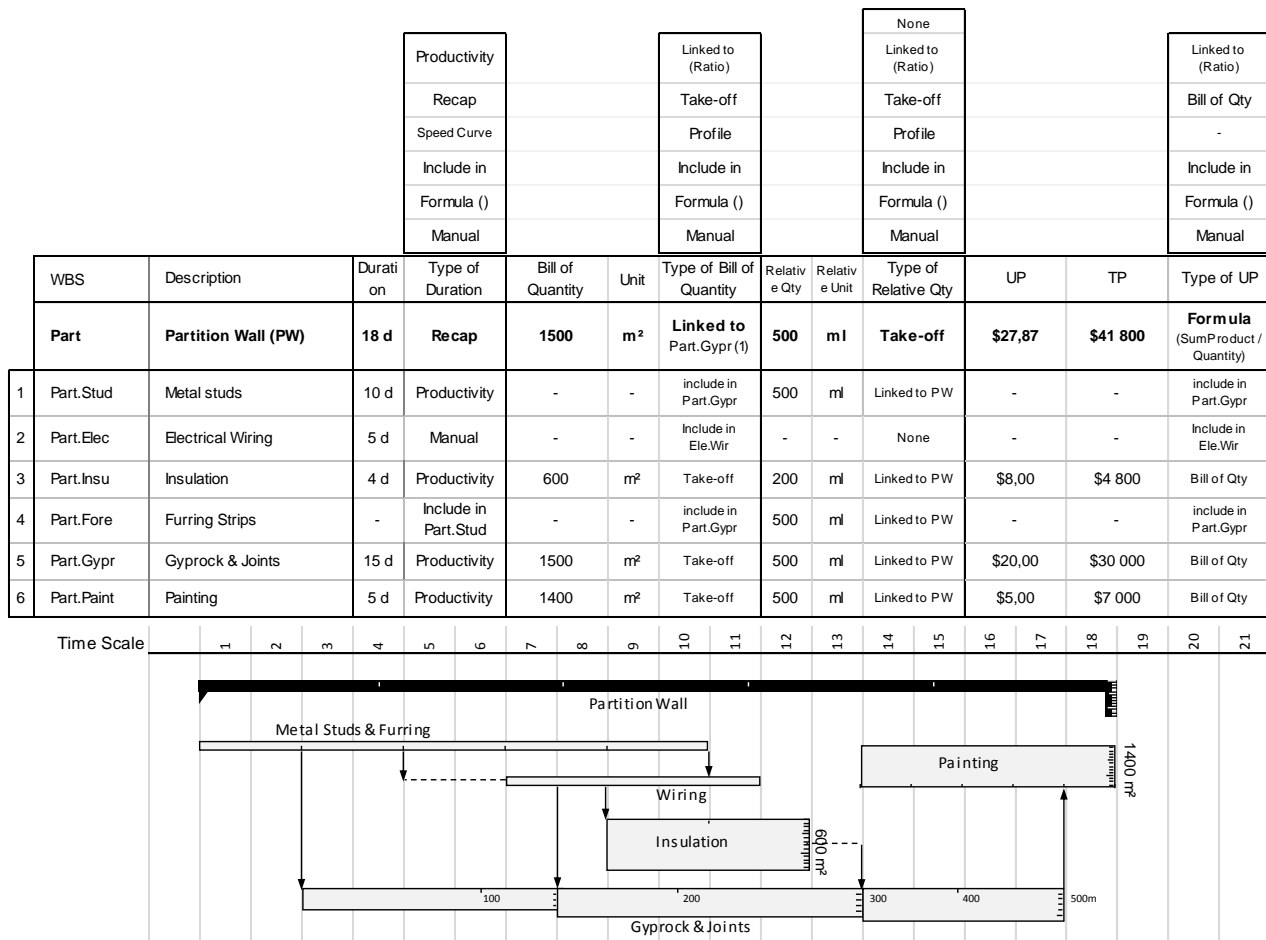 None
Productivity Linked to (Ratio) Linked to (Ratio) Linked to (Ratio)
Recap Take-off Take-off Bill of Qty
Speed Curve Profile Profile -
Include in Include in Include in Include in
Formula () Formula () Formula () Formula ()
Manual Manual Manual Manual
WBS Description Durati on Type of Duration Bill of Quantity Unit Type of Bill of Quantity Relativ e Qty Relativ e Unit Type of Relative Qty UP TP Type of UP
Part Partition Wall (PW) 18 d Recap 1500 m² Linked to Part.Gypr (1) 500 ml Take-off $27,87 $41 800 Formula (SumProduct / Quantity)
1 Part.Stud Metal studs 10 d Productivity - - include in Part.Gypr 500 ml Linked to PW - - include in Part.Gypr
2 Part.Elec Electrical Wiring 5 d Manual - - Include in Ele.Wir - - None - - Include in Ele.Wir
3 Part.Insu Insulation 4 d Productivity 600 m² Take-off 200 ml Linked to PW $8,00 $4 800 Bill of Qty
4 Part.Fore Furring Strips - Include in Part.Stud - - include in Part.Gypr 500 ml Linked to PW - - include in Part.Gypr
5 Part.Gypr Gyprock & Joints 15 d Productivity 1500 m² Take-off 500 ml Linked to PW $20,00 $30 000 Bill of Qty
6 Part.Paint Painting 5 d Productivity 1400 m² Take-off 500 ml Linked to PW $5,00 $7 000 Bill of Qty
Time Scale 1 2 3 4 5 6 7 8 9 10 11 12 13 14 15 16 17 18 19 20 21
Partition Wall
Metal Studs & Furring
Painting
1400 m²
Wiring
Insulation
600 m²
100 200 300 400 500m
Gyprock & Joints